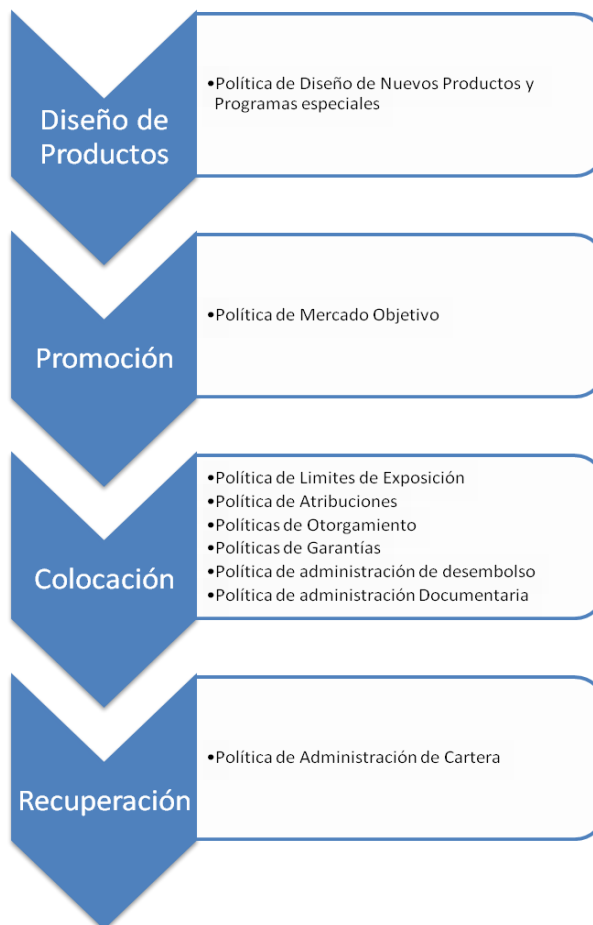 Diseño de
Productos
•Política de Diseño de Nuevos Productos y
Programas especiales
Promoción
•Política de Mercado Objetivo
Colocación
•Política de Limites de Exposición
•Política de Atribuciones
•Políticas de Otorgamiento
•Políticas de Garantías
•Política de administración de desembolso
•Política de administración Documentaria
Recuperación
•Política de Administración de Cartera